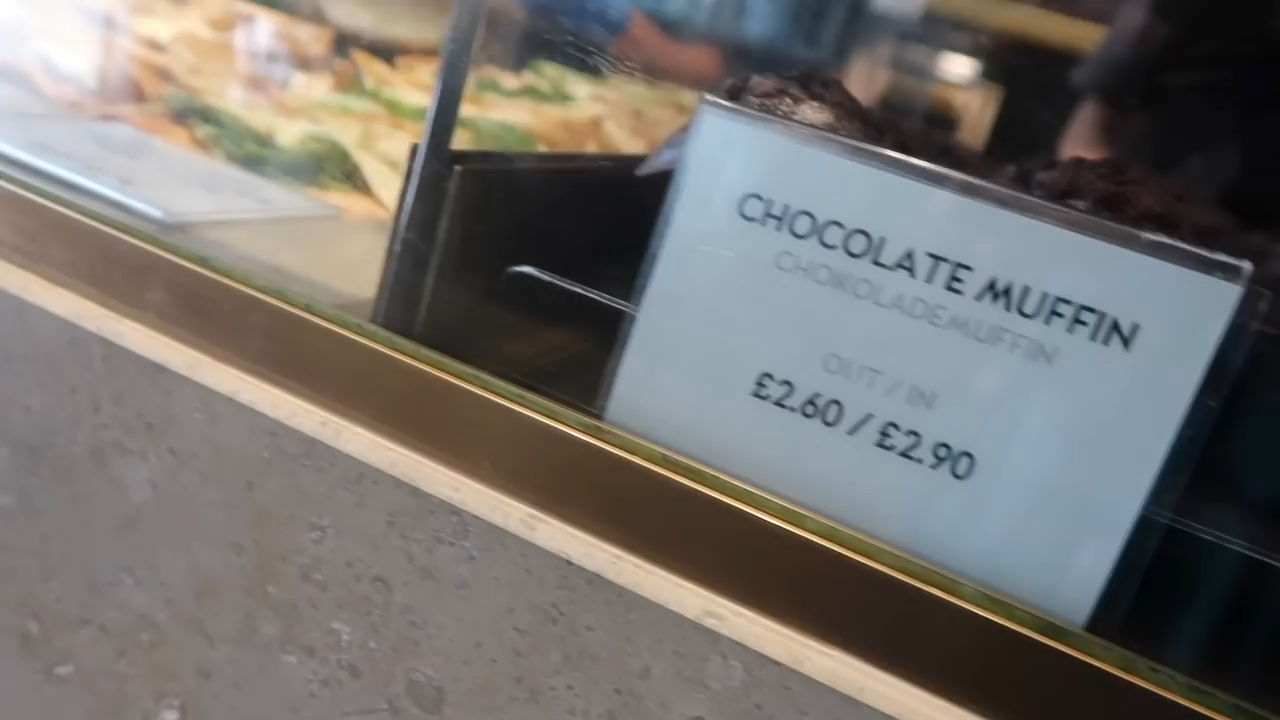 CHOCOLATE MUFFIN
CHOKOLADEMUFFIN
OUT / IN
£2.60 / £2.90